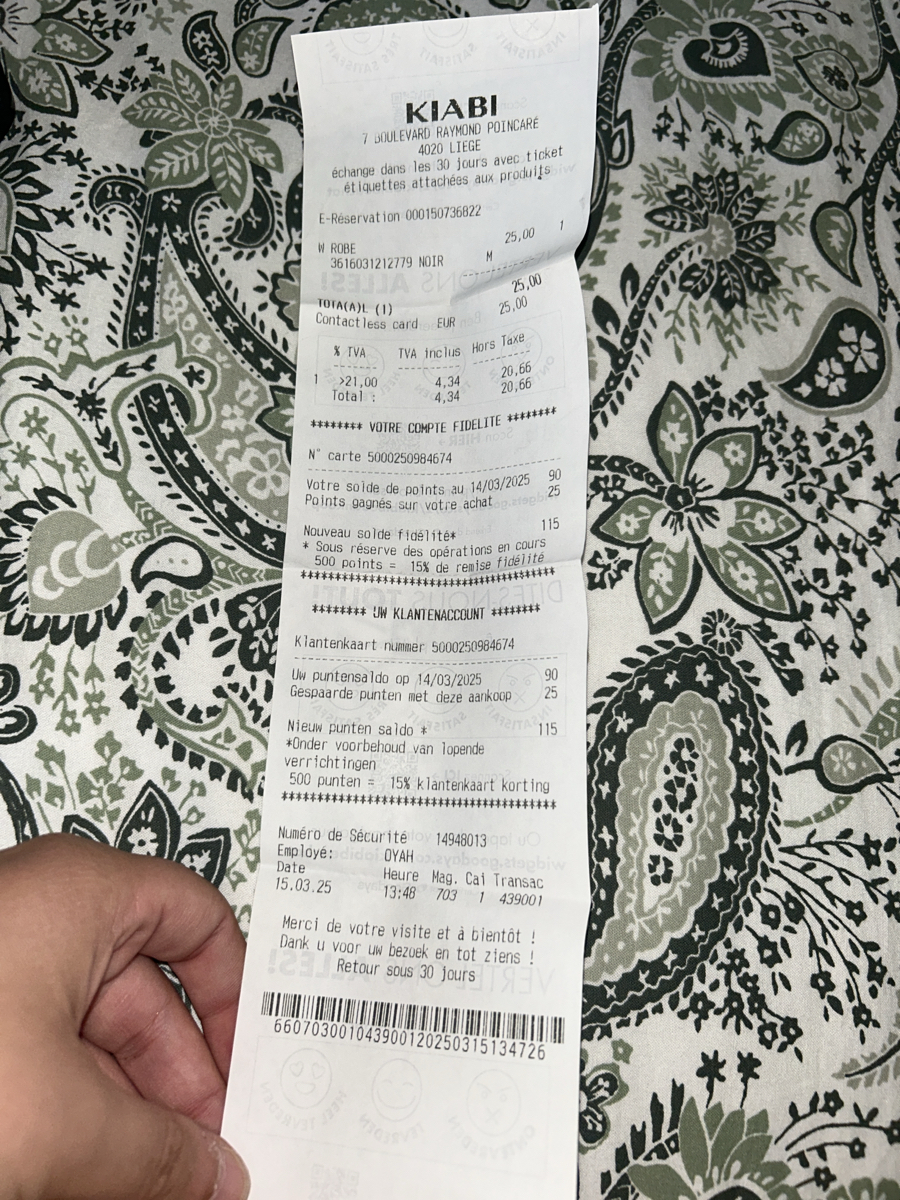 KIABI
7 BOULEVARD RAYMOND POINCARÉ
4020 LIEGE
échange dans les 30 jours avec ticket
étiquettes attachées aux produits
E-Réservation 000150736822
W ROBE 25,00 1
3616031212779 NOIR M
25,00
TOTA(A)L (1)
Contactless card EUR 25,00
% TVA TVA inclus Hors Taxe
1 >21,00 4,34 20,66
Total : 4,34 20,66
******** VOTRE COMPTE FIDELITE ********
N° carte 5000250984674
Votre solde de points au 14/03/2025 90
Points gagnés sur votre achat 25
Nouveau solde fidélité* 115
* Sous réserve des opérations en cours
500 points = 15% de remise fidélité
***************************************
******** UW KLANTENACCOUNT ********
Klantenkaart nummer 5000250984674
Uw puntensaldo op 14/03/2025 90
Gespaarde punten met deze aankoop 25
Nieuw punten saldo * 115
*Onder voorbehoud van lopende
verrichtingen
500 punten = 15% klantenkaart korting
***************************************
Numéro de Sécurité 14948013
Employé: OYAH
Date Heure Mag. Cai Transac
15.03.25 13:48 703 1 439001
Merci de votre visite et à bientôt !
Dank u voor uw bezoek en tot ziens !
Retour sous 30 jours
660703001043900120250315134726